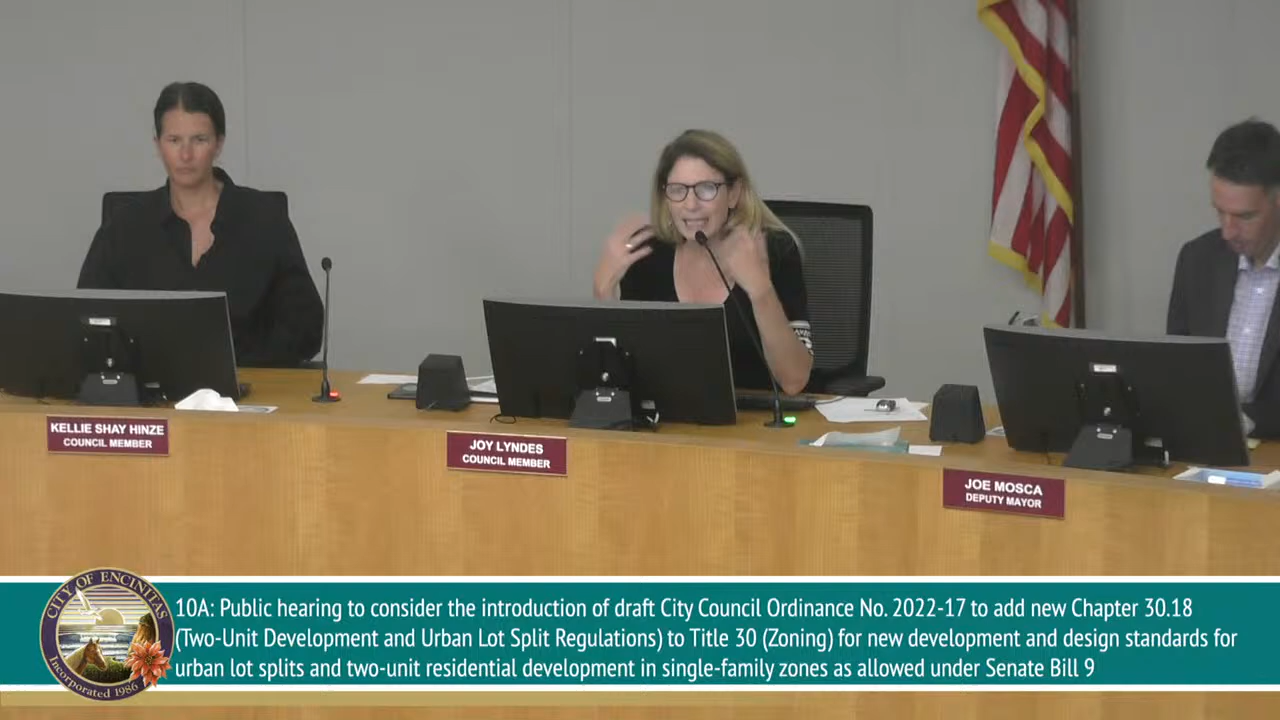 KELLIE SHAY HINZE
COUNCIL MEMBER
JOY LYNDES
COUNCIL MEMBER
JOE MOSCA
DEPUTY MAYOR
CITY OF ENCINITAS
Incorporated 1986
10A: Public hearing to consider the introduction of draft City Council Ordinance No. 2022-17 to add new Chapter 30.18
(Two-Unit Development and Urban Lot Split Regulations) to Title 30 (Zoning) for new development and design standards for
urban lot splits and two-unit residential development in single-family zones as allowed under Senate Bill 9